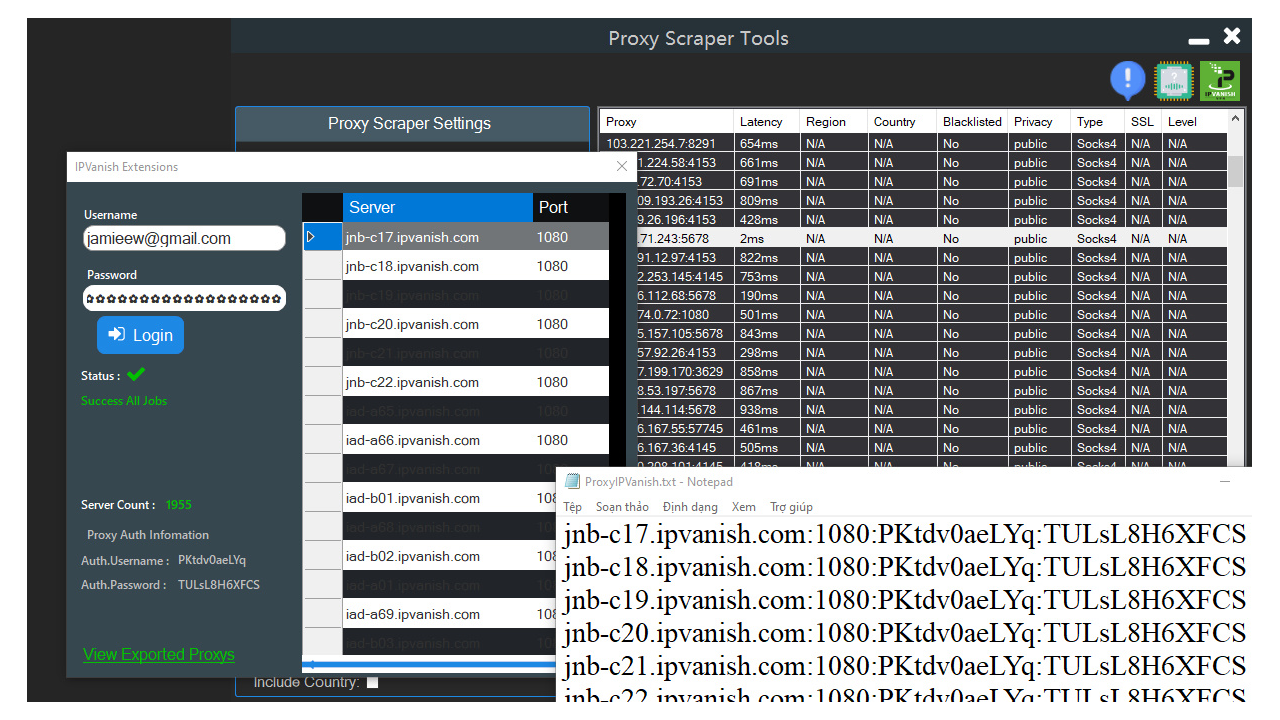 Proxy Scraper Tools
IPVANISH
Proxy Scraper Settings
Proxy Latency Region Country Blacklisted Privacy Type SSL Level
103.221.254.7:8291 654ms N/A N/A No public Socks4 N/A N/A
1.224.58:4153 661ms N/A N/A No public Socks4 N/A N/A
.72.70:4153 691ms N/A N/A No public Socks4 N/A N/A
09.193.26:4153 809ms N/A N/A No public Socks4 N/A N/A
9.26.196:4153 428ms N/A N/A No public Socks4 N/A N/A
.71.243:5678 2ms N/A N/A No public Socks4 N/A N/A
91.12.97:4153 822ms N/A N/A No public Socks4 N/A N/A
2.253.145:4145 753ms N/A N/A No public Socks4 N/A N/A
6.112.68:5678 190ms N/A N/A No public Socks4 N/A N/A
74.0.72:1080 501ms N/A N/A No public Socks4 N/A N/A
5.157.105:5678 843ms N/A N/A No public Socks4 N/A N/A
57.92.26:4153 298ms N/A N/A No public Socks4 N/A N/A
7.199.170:3629 858ms N/A N/A No public Socks4 N/A N/A
8.53.197:5678 867ms N/A N/A No public Socks4 N/A N/A
.144.114:5678 938ms N/A N/A No public Socks4 N/A N/A
6.167.55:57745 461ms N/A N/A No public Socks4 N/A N/A
6.167.36:4145 505ms N/A N/A No public Socks4 N/A N/A
IPVanish Extensions
Username
jamieew@gmail.com
Password
Login
Status :
Success All Jobs
Server Count : 1955
Proxy Auth Infomation
Auth.Username : PKtdv0aeLYq
Auth.Password : TULsL8H6XFCS
View Exported Proxys
Server Port
jnb-c17.ipvanish.com 1080
jnb-c18.ipvanish.com 1080
jnb-c19.ipvanish.com 1080
jnb-c20.ipvanish.com 1080
jnb-c21.ipvanish.com 1080
jnb-c22.ipvanish.com 1080
iad-a65.ipvanish.com 1080
iad-a66.ipvanish.com 1080
iad-a67.ipvanish.com
iad-b01.ipvanish.com
iad-a68.ipvanish.com
iad-b02.ipvanish.com
iad-a01.ipvanish.com
iad-a69.ipvanish.com
iad-b03.ipvanish.com
Include Country:
ProxyIPVanish.txt - Notepad
Tệp Soạn thảo Định dạng Xem Trợ giúp
jnb-c17.ipvanish.com:1080:PKtdv0aeLYq:TULsL8H6XFCS
jnb-c18.ipvanish.com:1080:PKtdv0aeLYq:TULsL8H6XFCS
jnb-c19.ipvanish.com:1080:PKtdv0aeLYq:TULsL8H6XFCS
jnb-c20.ipvanish.com:1080:PKtdv0aeLYq:TULsL8H6XFCS
jnb-c21.ipvanish.com:1080:PKtdv0aeLYq:TULsL8H6XFCS
jnb-c22.ipvanish.com:1080:PKtdv0aeLYq:TULsL8H6XFCS